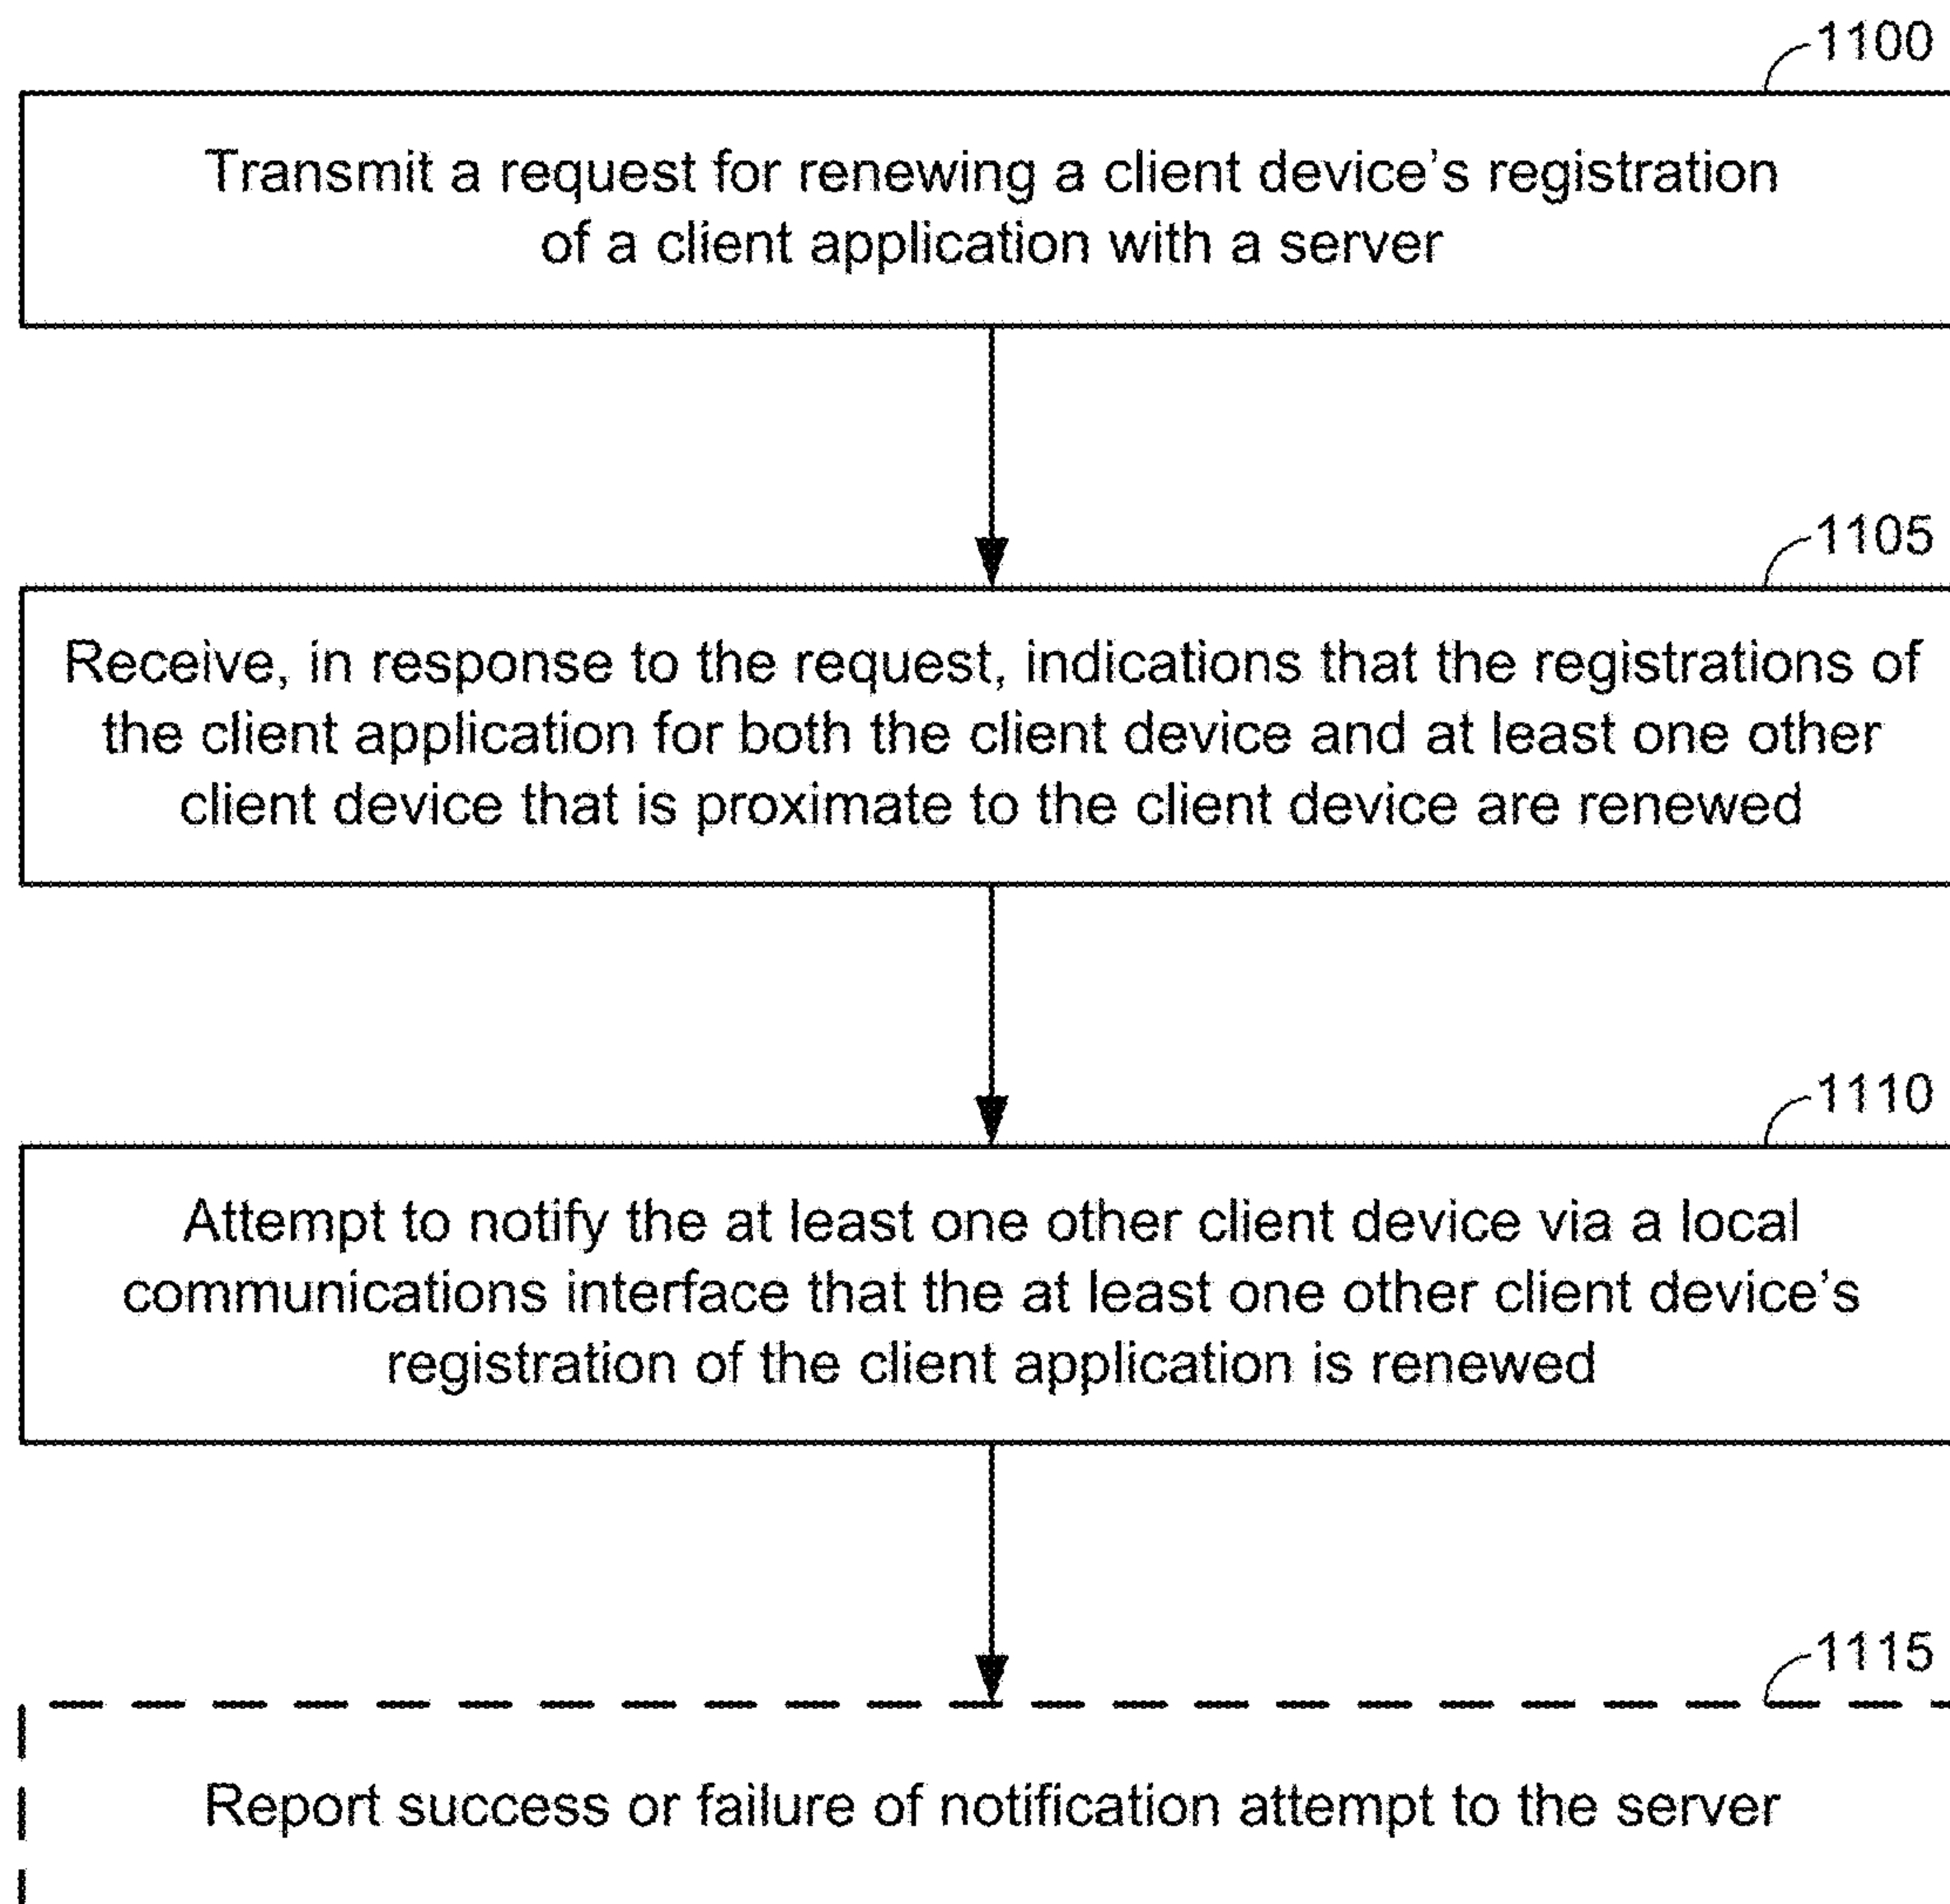 1100
Transmit a request for renewing a client device's registration
of a client application with a server
1105
Receive, in response to the request, indications that the registrations of
the client application for both the client device and at least one other
client device that is proximate to the client device are renewed
1110
Attempt to notify the at least one other client device via a local
communications interface that the at least one other client device's
registration of the client application is renewed
1115
Report success or failure of notification attempt to the server